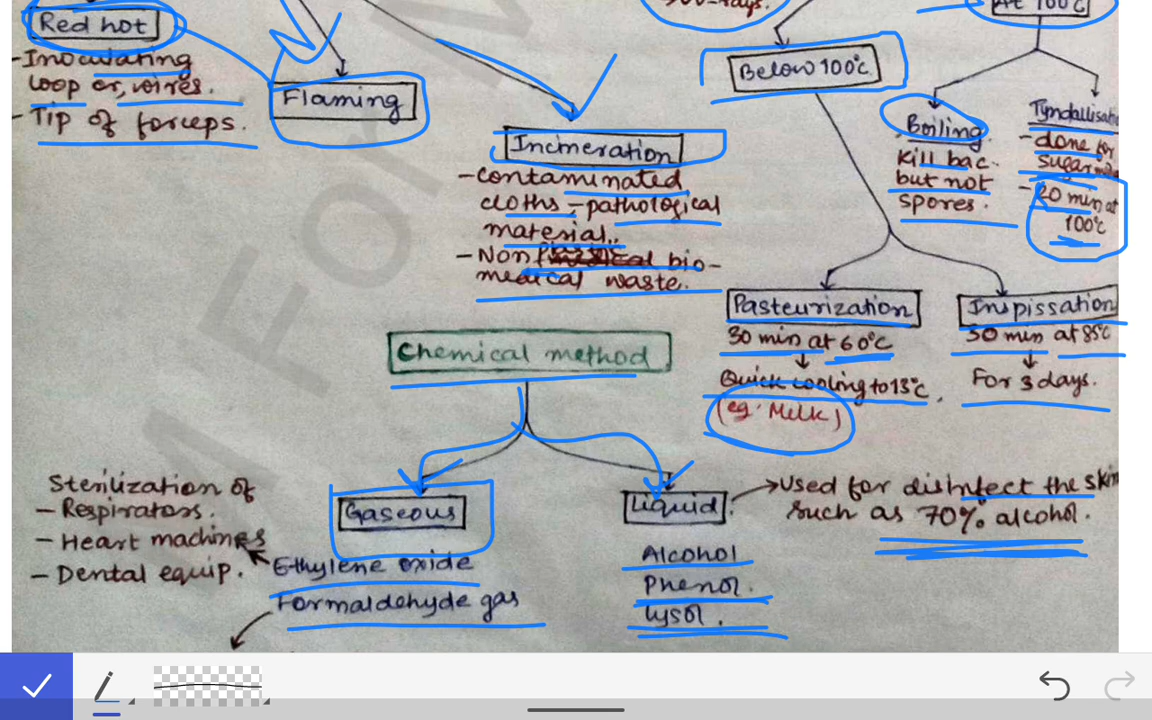 Red hot
-Inoculating
loop or, wires.
- Tip of forceps.
Flaming
Incineration
-contaminated
cloths, - pathological
material.
- Non bio-
medical waste.
Below 100°C
At 100°C
Boiling.
Kill bac.
but not
spores.
-done for
sugar
-20 min at
100°C
Pasteurization
30 min at 60°C
Quick cooling to 13°C
(eg. Milk)
Inspissation
30 min at 85°C
For 3 days.
Chemical method
Gaseous
Ethylene oxide
Formaldehyde gas
Sterilization of
- Respirators.
- Heart machines
- Dental equip.
Liquid
Alcohol
Phenol.
Lysol.
Used for disinfect the skin
such as 70% alcohol.